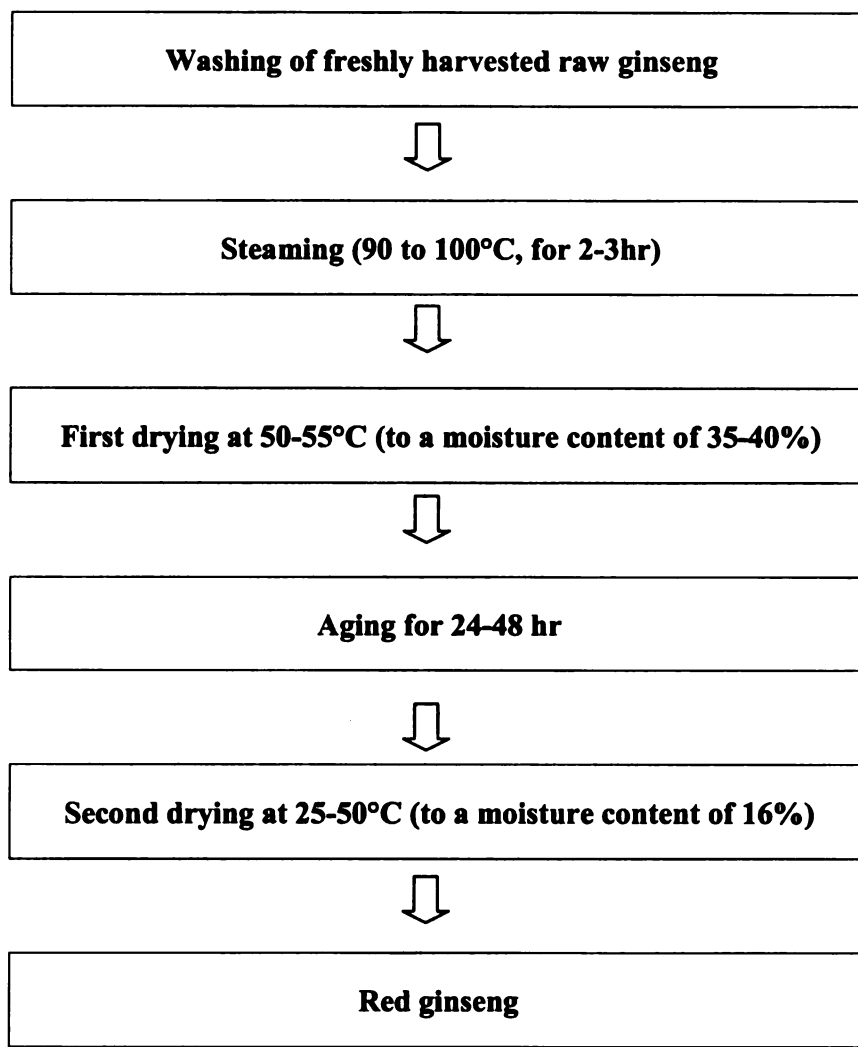 Washing of freshly harvested raw ginseng
Steaming (90 to 100°C, for 2-3hr)
First drying at 50-55°C (to a moisture content of 35-40%)
Aging for 24-48 hr
Second drying at 25-50°C (to a moisture content of 16%)
Red ginseng